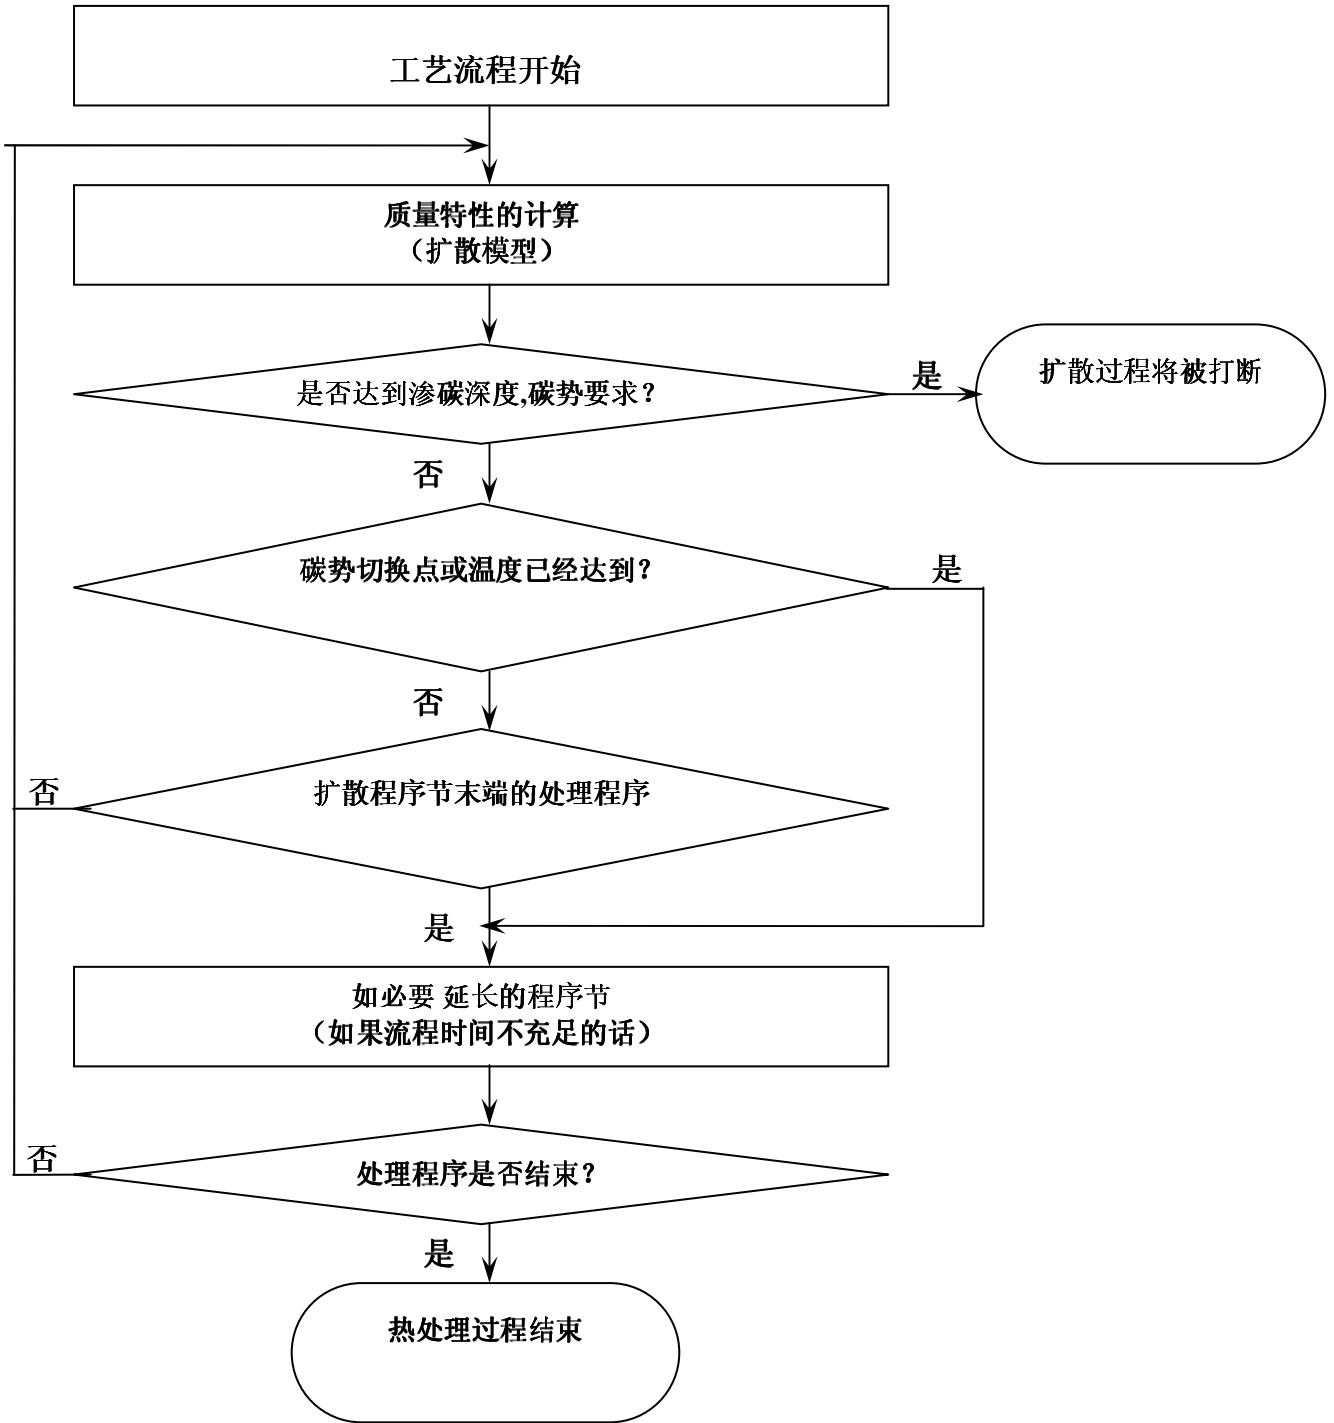 工艺流程开始
质量特性的计算
（扩散模型）
是否达到渗碳深度,碳势要求？
是
扩散过程将被打断
否
碳势切换点或温度已经达到？
是
否
扩散程序节末端的处理程序
否
是
如必要 延长的程序节
（如果流程时间不充足的话）
处理程序是否结束？
否
是
热处理过程结束